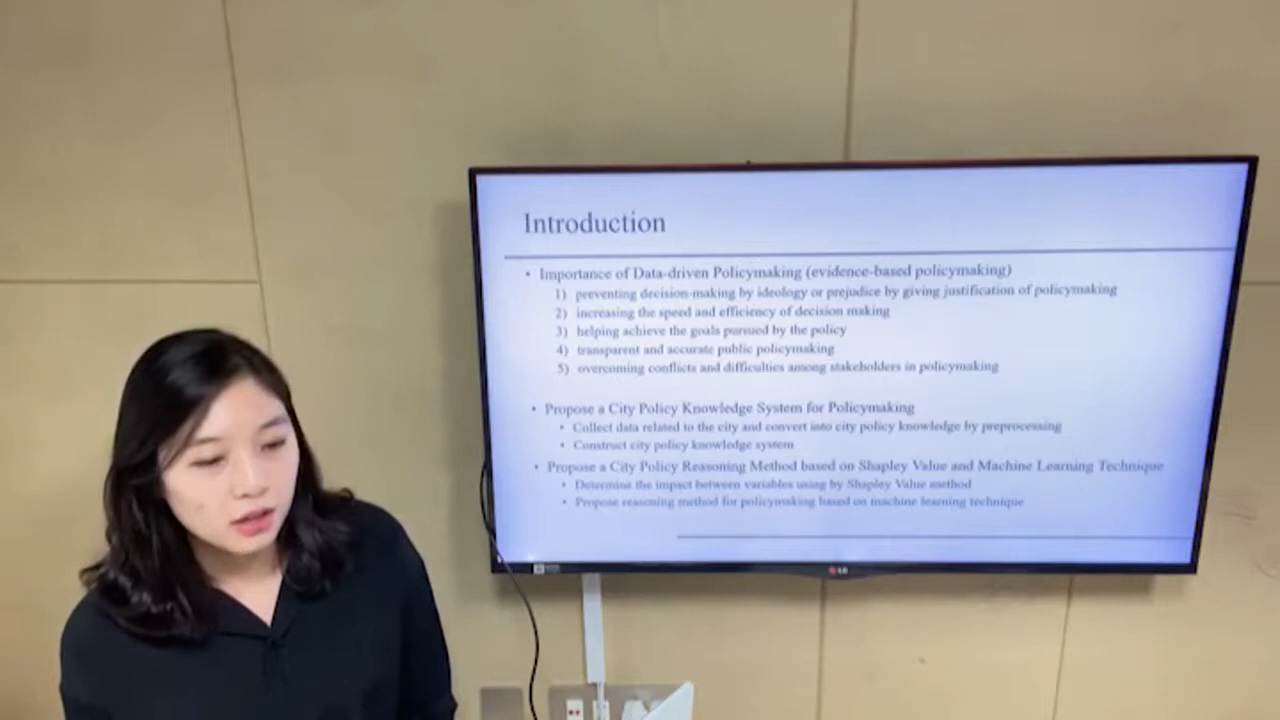 Introduction
• Importance of Data-driven Policymaking (evidence-based policymaking)
1) preventing decision-making by ideology or prejudice by giving justification of policymaking
2) increasing the speed and efficiency of decision making
3) helping achieve the goals pursued by the policy
4) transparent and accurate public policymaking
5) overcoming conflicts and difficulties among stakeholders in policymaking
• Propose a City Policy Knowledge System for Policymaking
• Collect data related to the city and convert into city policy knowledge by preprocessing
• Construct city policy knowledge system
• Propose a City Policy Reasoning Method based on Shapley Value and Machine Learning Technique
• Determine the impact between variables using by Shapley Value method
• Propose reasoning method for policymaking based on machine learning technique
LG